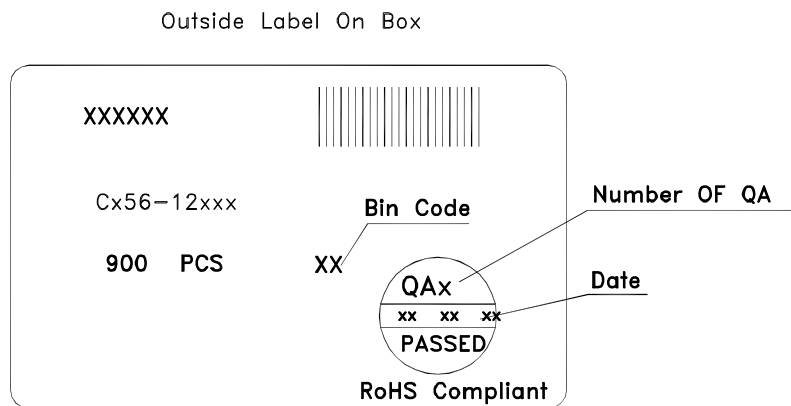 Outside Label On Box
XXXXXX
Cx56-12xxx
Bin Code
Number OF QA
900 PCS
XX
QAx
Date
xx xx xx
PASSED
RoHS Compliant